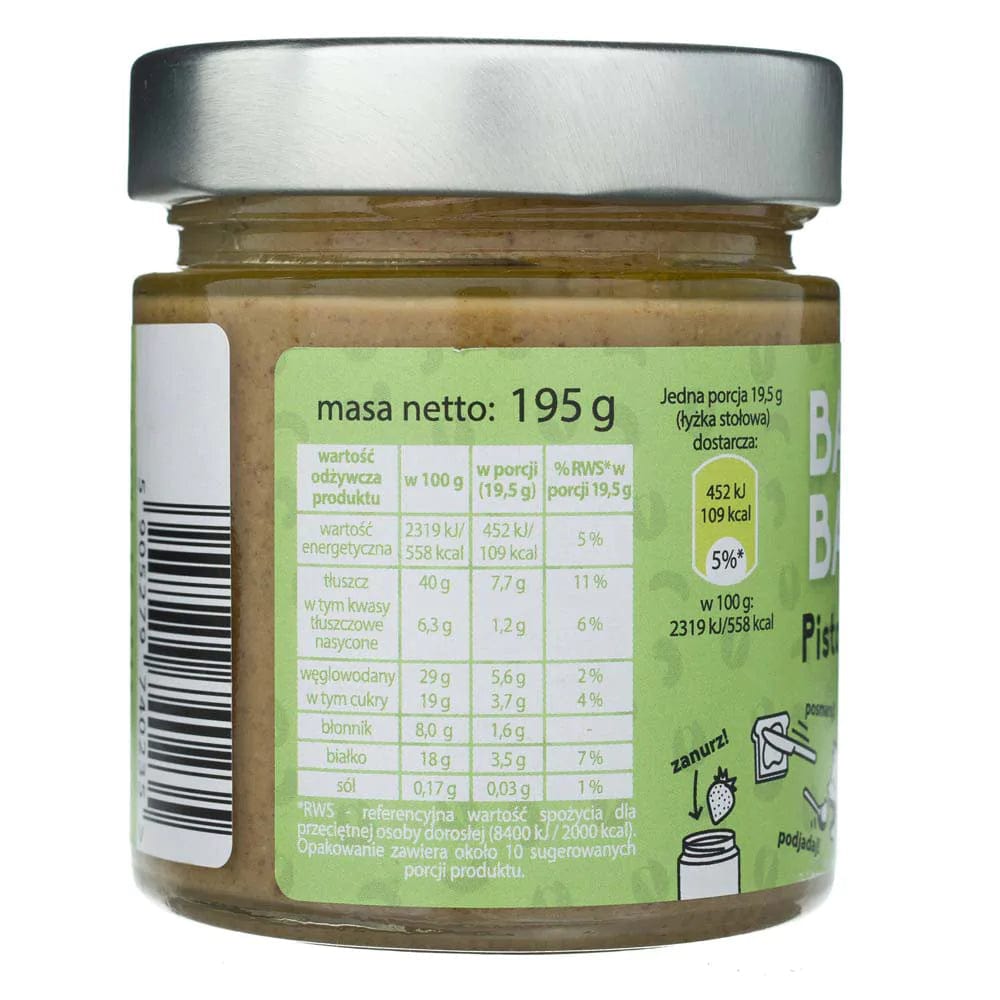 masa netto: 195 g
wartość odżywcza produktu | w 100 g | w porcji (19,5 g) | % RWS* w porcji 19,5 g
wartość energetyczna | 2319 kJ/ 558 kcal | 452 kJ/ 109 kcal | 5 %
tłuszcz | 40 g | 7,7 g | 11 %
w tym kwasy tłuszczowe nasycone | 6,3 g | 1,2 g | 6 %
węglowodany | 29 g | 5,6 g | 2 %
w tym cukry | 19 g | 3,7 g | 4 %
błonnik | 8,0 g | 1,6 g | -
białko | 18 g | 3,5 g | 7 %
sól | 0,17 g | 0,03 g | 1 %
*RWS - referencyjna wartość spożycia dla
przeciętnej osoby dorosłej (8400 kJ / 2000 kcal).
Opakowanie zawiera około 10 sugerowanych
porcji produktu.
Jedna porcja 19,5 g
(łyżka stołowa)
dostarcza:
452 kJ
109 kcal
5%*
w 100 g:
2319 kJ/558 kcal
BA
BA
Pist
zanurz!
podjadaj!